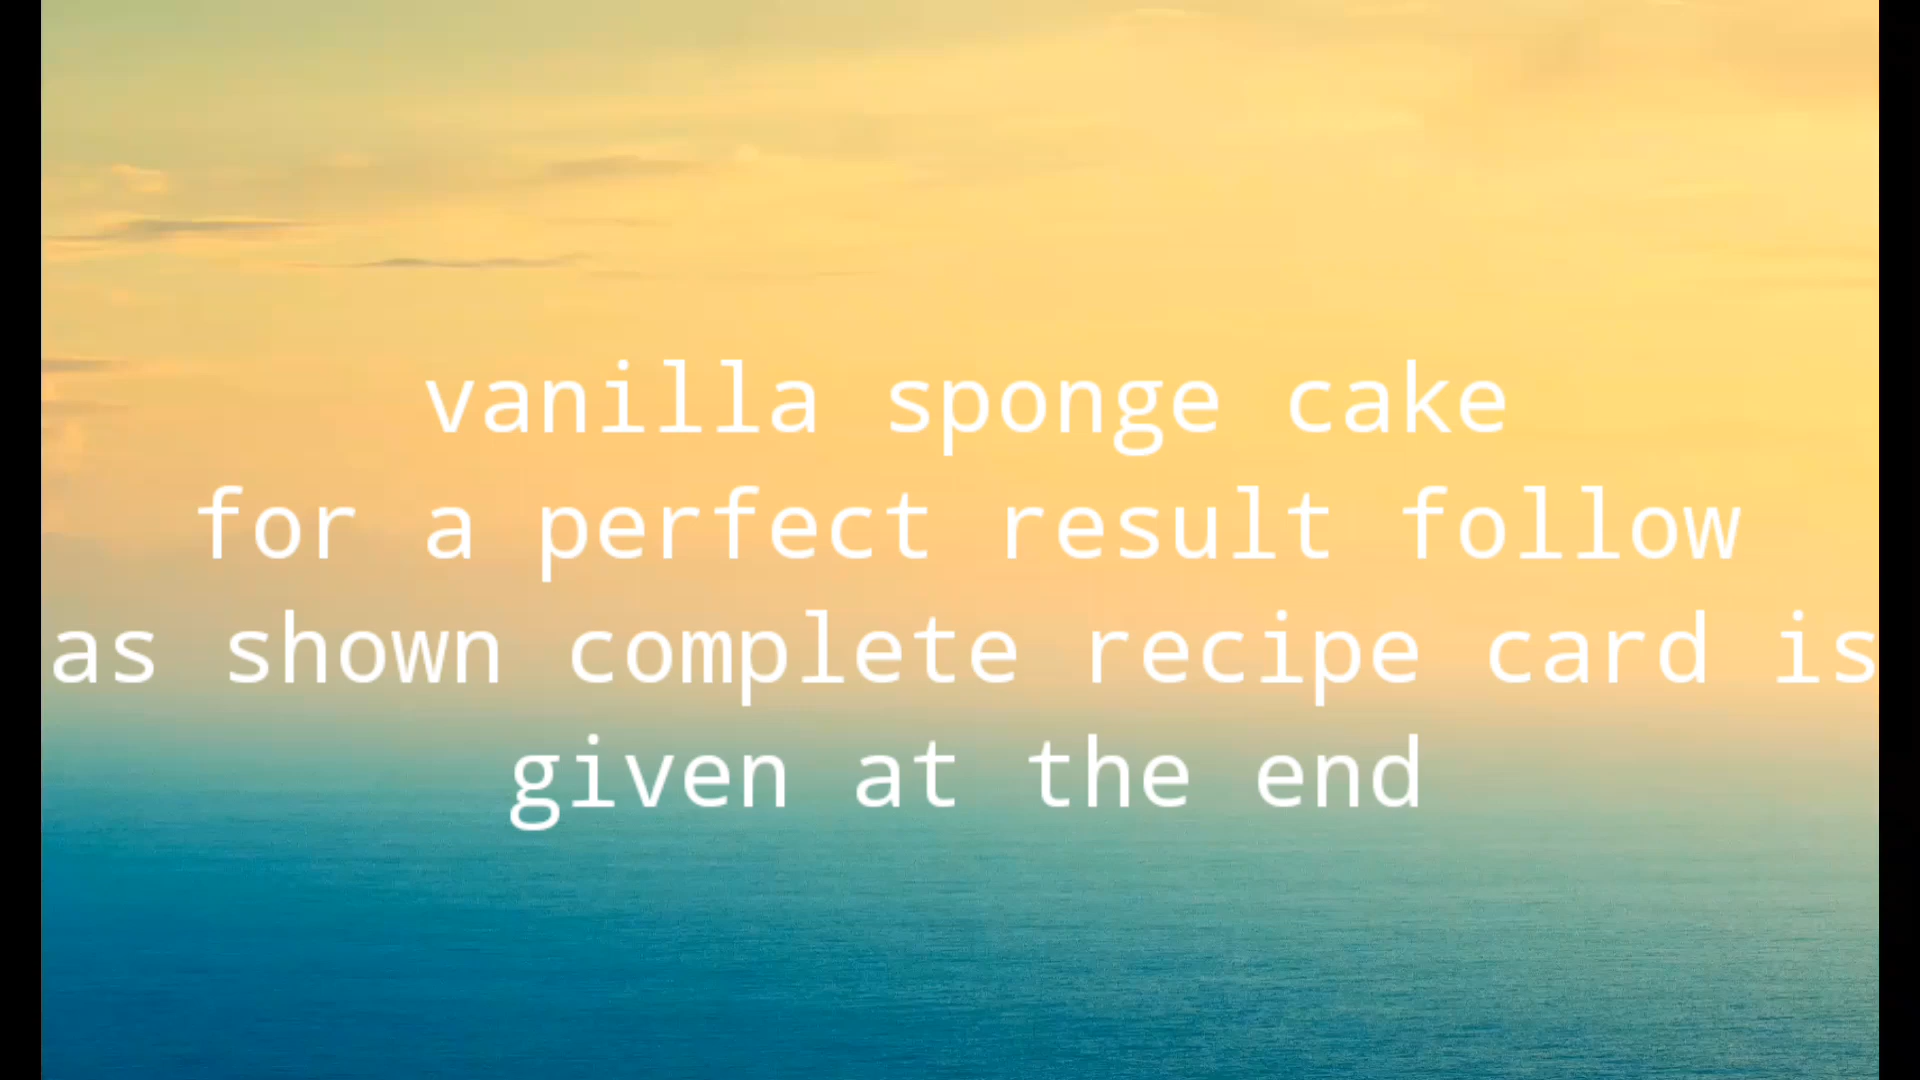 vanilla sponge cake
for a perfect result follow
as shown complete recipe card is
given at the end